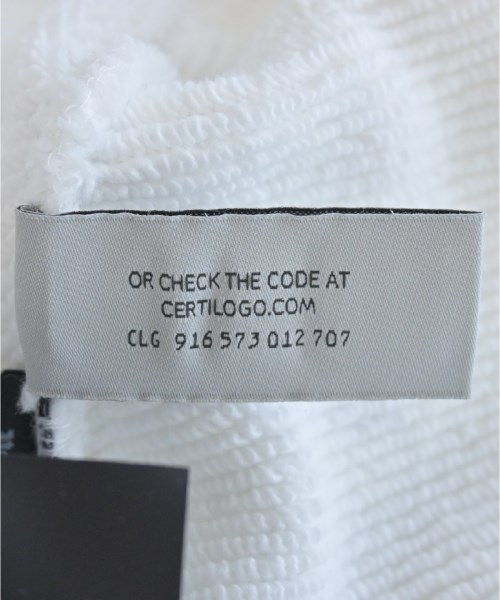 OR CHECK THE CODE AT
CERTILOGO.COM
CLG 916 573 012 707